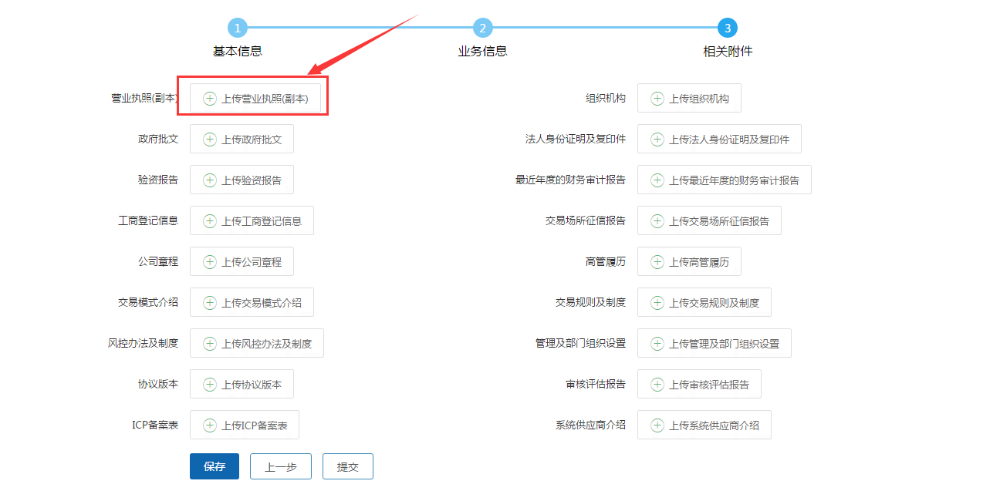 1 2 3
基本信息 业务信息 相关附件
营业执照(副本) 上传营业执照(副本) 组织机构 上传组织机构
政府批文 上传政府批文 法人身份证明及复印件 上传法人身份证明及复印件
验资报告 上传验资报告 最近年度的财务审计报告 上传最近年度的财务审计报告
工商登记信息 上传工商登记信息 交易场所征信报告 上传交易场所征信报告
公司章程 上传公司章程 高管履历 上传高管履历
交易模式介绍 上传交易模式介绍 交易规则及制度 上传交易规则及制度
风控办法及制度 上传风控办法及制度 管理及部门组织设置 上传管理及部门组织设置
协议版本 上传协议版本 审核评估报告 上传审核评估报告
ICP备案表 上传ICP备案表 系统供应商介绍 上传系统供应商介绍
保存 上一步 提交